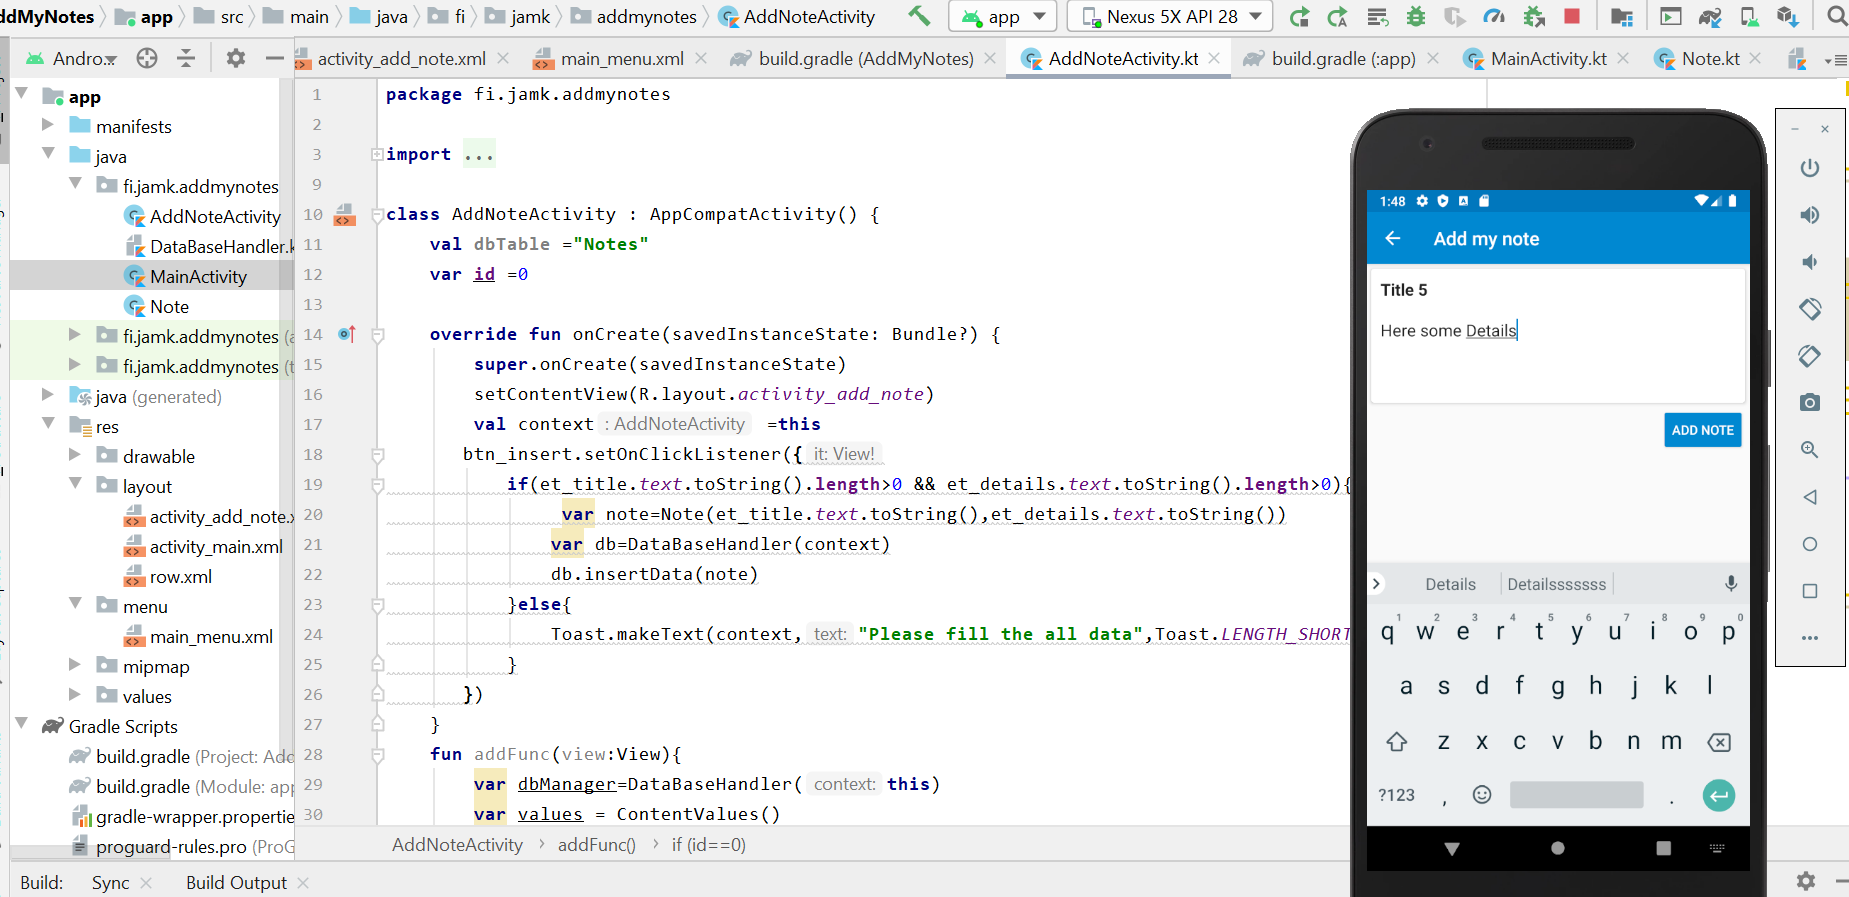 ddMyNotes app src main java fi jamk addmynotes AddNoteActivity app Nexus 5X API 28
Andro... activity_add_note.xml main_menu.xml build.gradle (AddMyNotes) AddNoteActivity.kt build.gradle (:app) MainActivity.kt Note.kt
app
manifests
java
fi.jamk.addmynotes
AddNoteActivity
DataBaseHandler.k
MainActivity
Note
fi.jamk.addmynotes (a
fi.jamk.addmynotes (t
java (generated)
res
drawable
layout
activity_add_note.x
activity_main.xml
row.xml
menu
main_menu.xml
mipmap
values
Gradle Scripts
build.gradle (Project: Add
build.gradle (Module: app
gradle-wrapper.propertie
proguard-rules.pro (ProG
1 package fi.jamk.addmynotes
2
3 import ...
9
10 class AddNoteActivity : AppCompatActivity() {
11 val dbTable ="Notes"
12 var id =0
13
14 override fun onCreate(savedInstanceState: Bundle?) {
15 super.onCreate(savedInstanceState)
16 setContentView(R.layout.activity_add_note)
17 val context : AddNoteActivity =this
18 btn_insert.setOnClickListener({ it: View!
19 if(et_title.text.toString().length>0 && et_details.text.toString().length>0){
20 var note=Note(et_title.text.toString(),et_details.text.toString())
21 var db=DataBaseHandler(context)
22 db.insertData(note)
23 }else{
24 Toast.makeText(context, text: "Please fill the all data",Toast.LENGTH_SHORT
25 }
26 })
27 }
28 fun addFunc(view:View){
29 var dbManager=DataBaseHandler( context: this)
30 var values = ContentValues()
AddNoteActivity › addFunc() › if (id==0)
Build: Sync Build Output
1:48
Add my note
Title 5
Here some Details
ADD NOTE
Details Detailsssssss
q1 w2 e3 r4 t5 y6 u7 i8 o9 p0
a s d f g h j k l
z x c v b n m
?123 , .